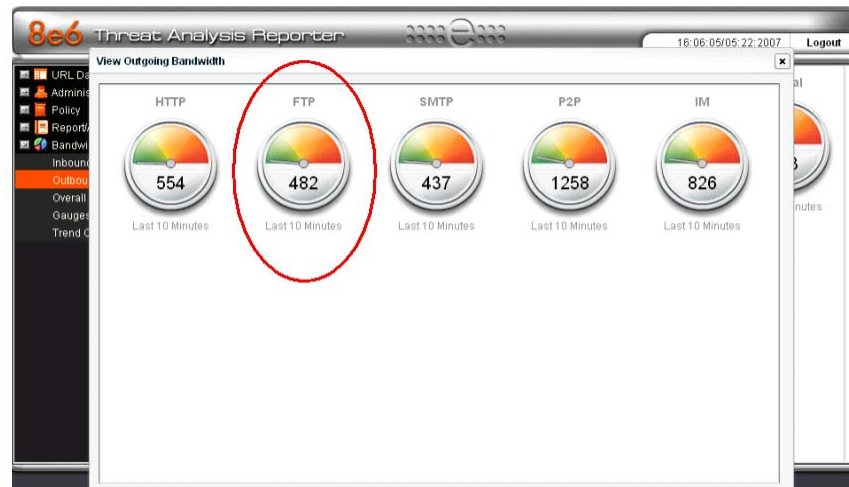 8e6 Threat Analysis Reporter
16:06:05/05:22:2007 Logout
View Outgoing Bandwidth
URL Da
Adminis
Policy
Report/
Bandwi
Inboun
Outbou
Overall
Gauges
Trend C
HTTP FTP SMTP P2P IM
554 482 437 1258 826
Last 10 Minutes Last 10 Minutes Last 10 Minutes Last 10 Minutes Last 10 Minutes
al
3
nutes